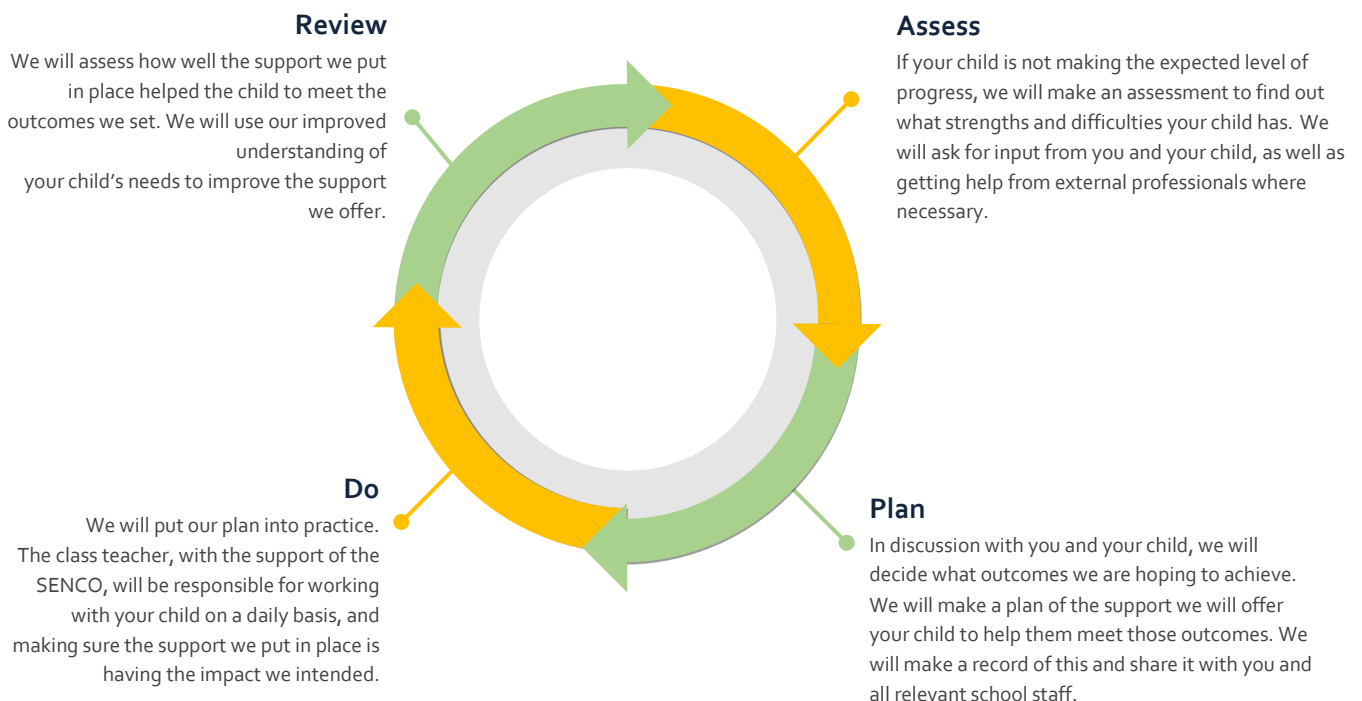 Review
We will assess how well the support we put
in place helped the child to meet the
outcomes we set. We will use our improved
understanding of
your child's needs to improve the support
we offer.
Assess
If your child is not making the expected level of
progress, we will make an assessment to find out
what strengths and difficulties your child has. We
will ask for input from you and your child, as well as
getting help from external professionals where
necessary.
Do
We will put our plan into practice.
The class teacher, with the support of the
SENCO, will be responsible for working
with your child on a daily basis, and
making sure the support we put in place is
having the impact we intended.
Plan
In discussion with you and your child, we will
decide what outcomes we are hoping to achieve.
We will make a plan of the support we will offer
your child to help them meet those outcomes. We
will make a record of this and share it with you and
all relevant school staff.